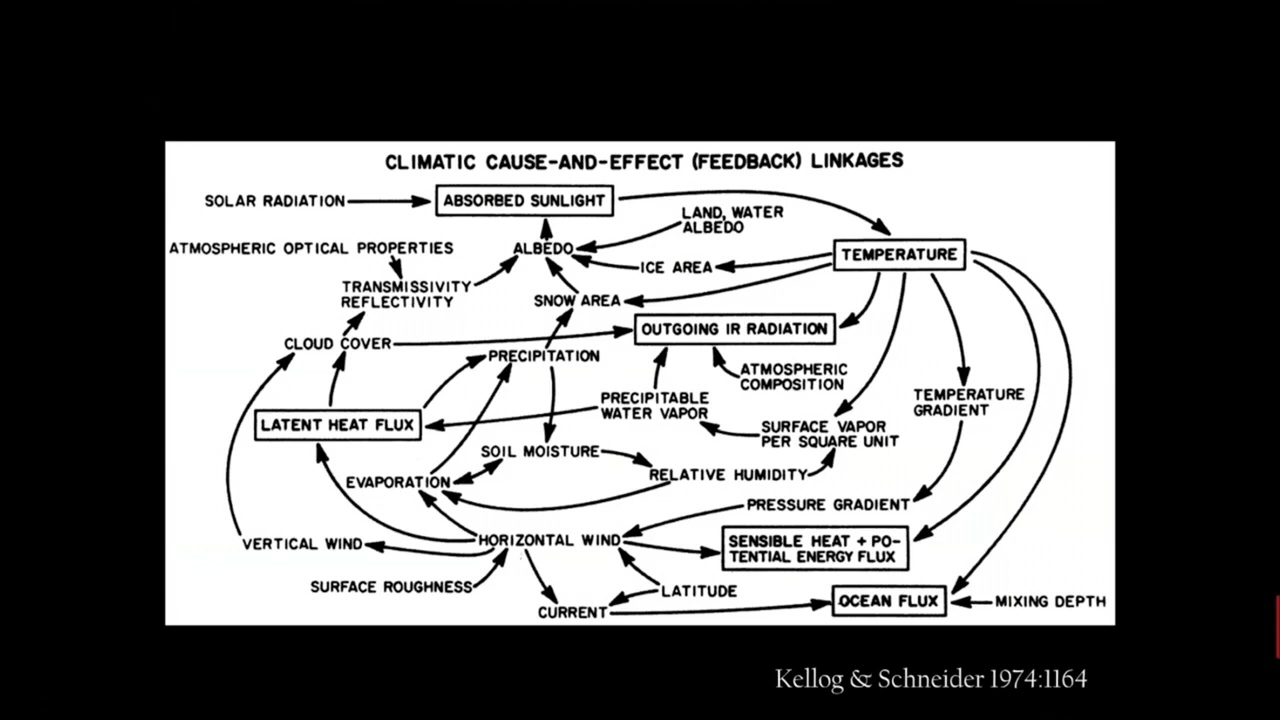 CLIMATIC CAUSE-AND-EFFECT (FEEDBACK) LINKAGES
SOLAR RADIATION
ABSORBED SUNLIGHT
LAND, WATER
ALBEDO
ATMOSPHERIC OPTICAL PROPERTIES
ALBEDO
TEMPERATURE
ICE AREA
TRANSMISSIVITY
REFLECTIVITY
SNOW AREA
OUTGOING IR RADIATION
CLOUD COVER
PRECIPITATION
ATMOSPHERIC
COMPOSITION
PRECIPITABLE
WATER VAPOR
TEMPERATURE
GRADIENT
LATENT HEAT FLUX
SURFACE VAPOR
PER SQUARE UNIT
SOIL MOISTURE
RELATIVE HUMIDITY
EVAPORATION
PRESSURE GRADIENT
VERTICAL WIND
HORIZONTAL WIND
SENSIBLE HEAT + PO-
TENTIAL ENERGY FLUX
SURFACE ROUGHNESS
LATITUDE
CURRENT
OCEAN FLUX
MIXING DEPTH
Kellog & Schneider 1974:1164